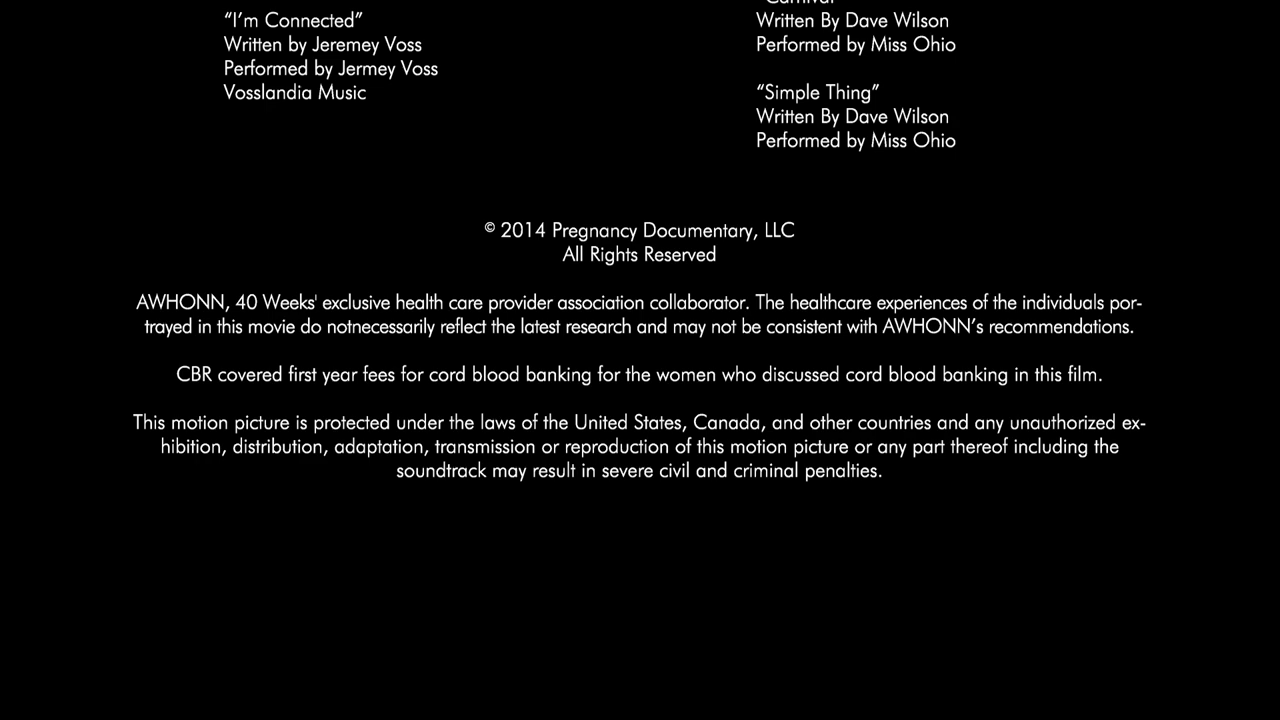 “I’m Connected”
Written by Jeremey Voss
Performed by Jermey Voss
Vosslandia Music
“Carnival”
Written By Dave Wilson
Performed by Miss Ohio
“Simple Thing”
Written By Dave Wilson
Performed by Miss Ohio
© 2014 Pregnancy Documentary, LLC
All Rights Reserved
AWHONN, 40 Weeks' exclusive health care provider association collaborator. The healthcare experiences of the individuals por-
trayed in this movie do notnecessarily reflect the latest research and may not be consistent with AWHONN’s recommendations.
CBR covered first year fees for cord blood banking for the women who discussed cord blood banking in this film.
This motion picture is protected under the laws of the United States, Canada, and other countries and any unauthorized ex-
hibition, distribution, adaptation, transmission or reproduction of this motion picture or any part thereof including the
soundtrack may result in severe civil and criminal penalties.